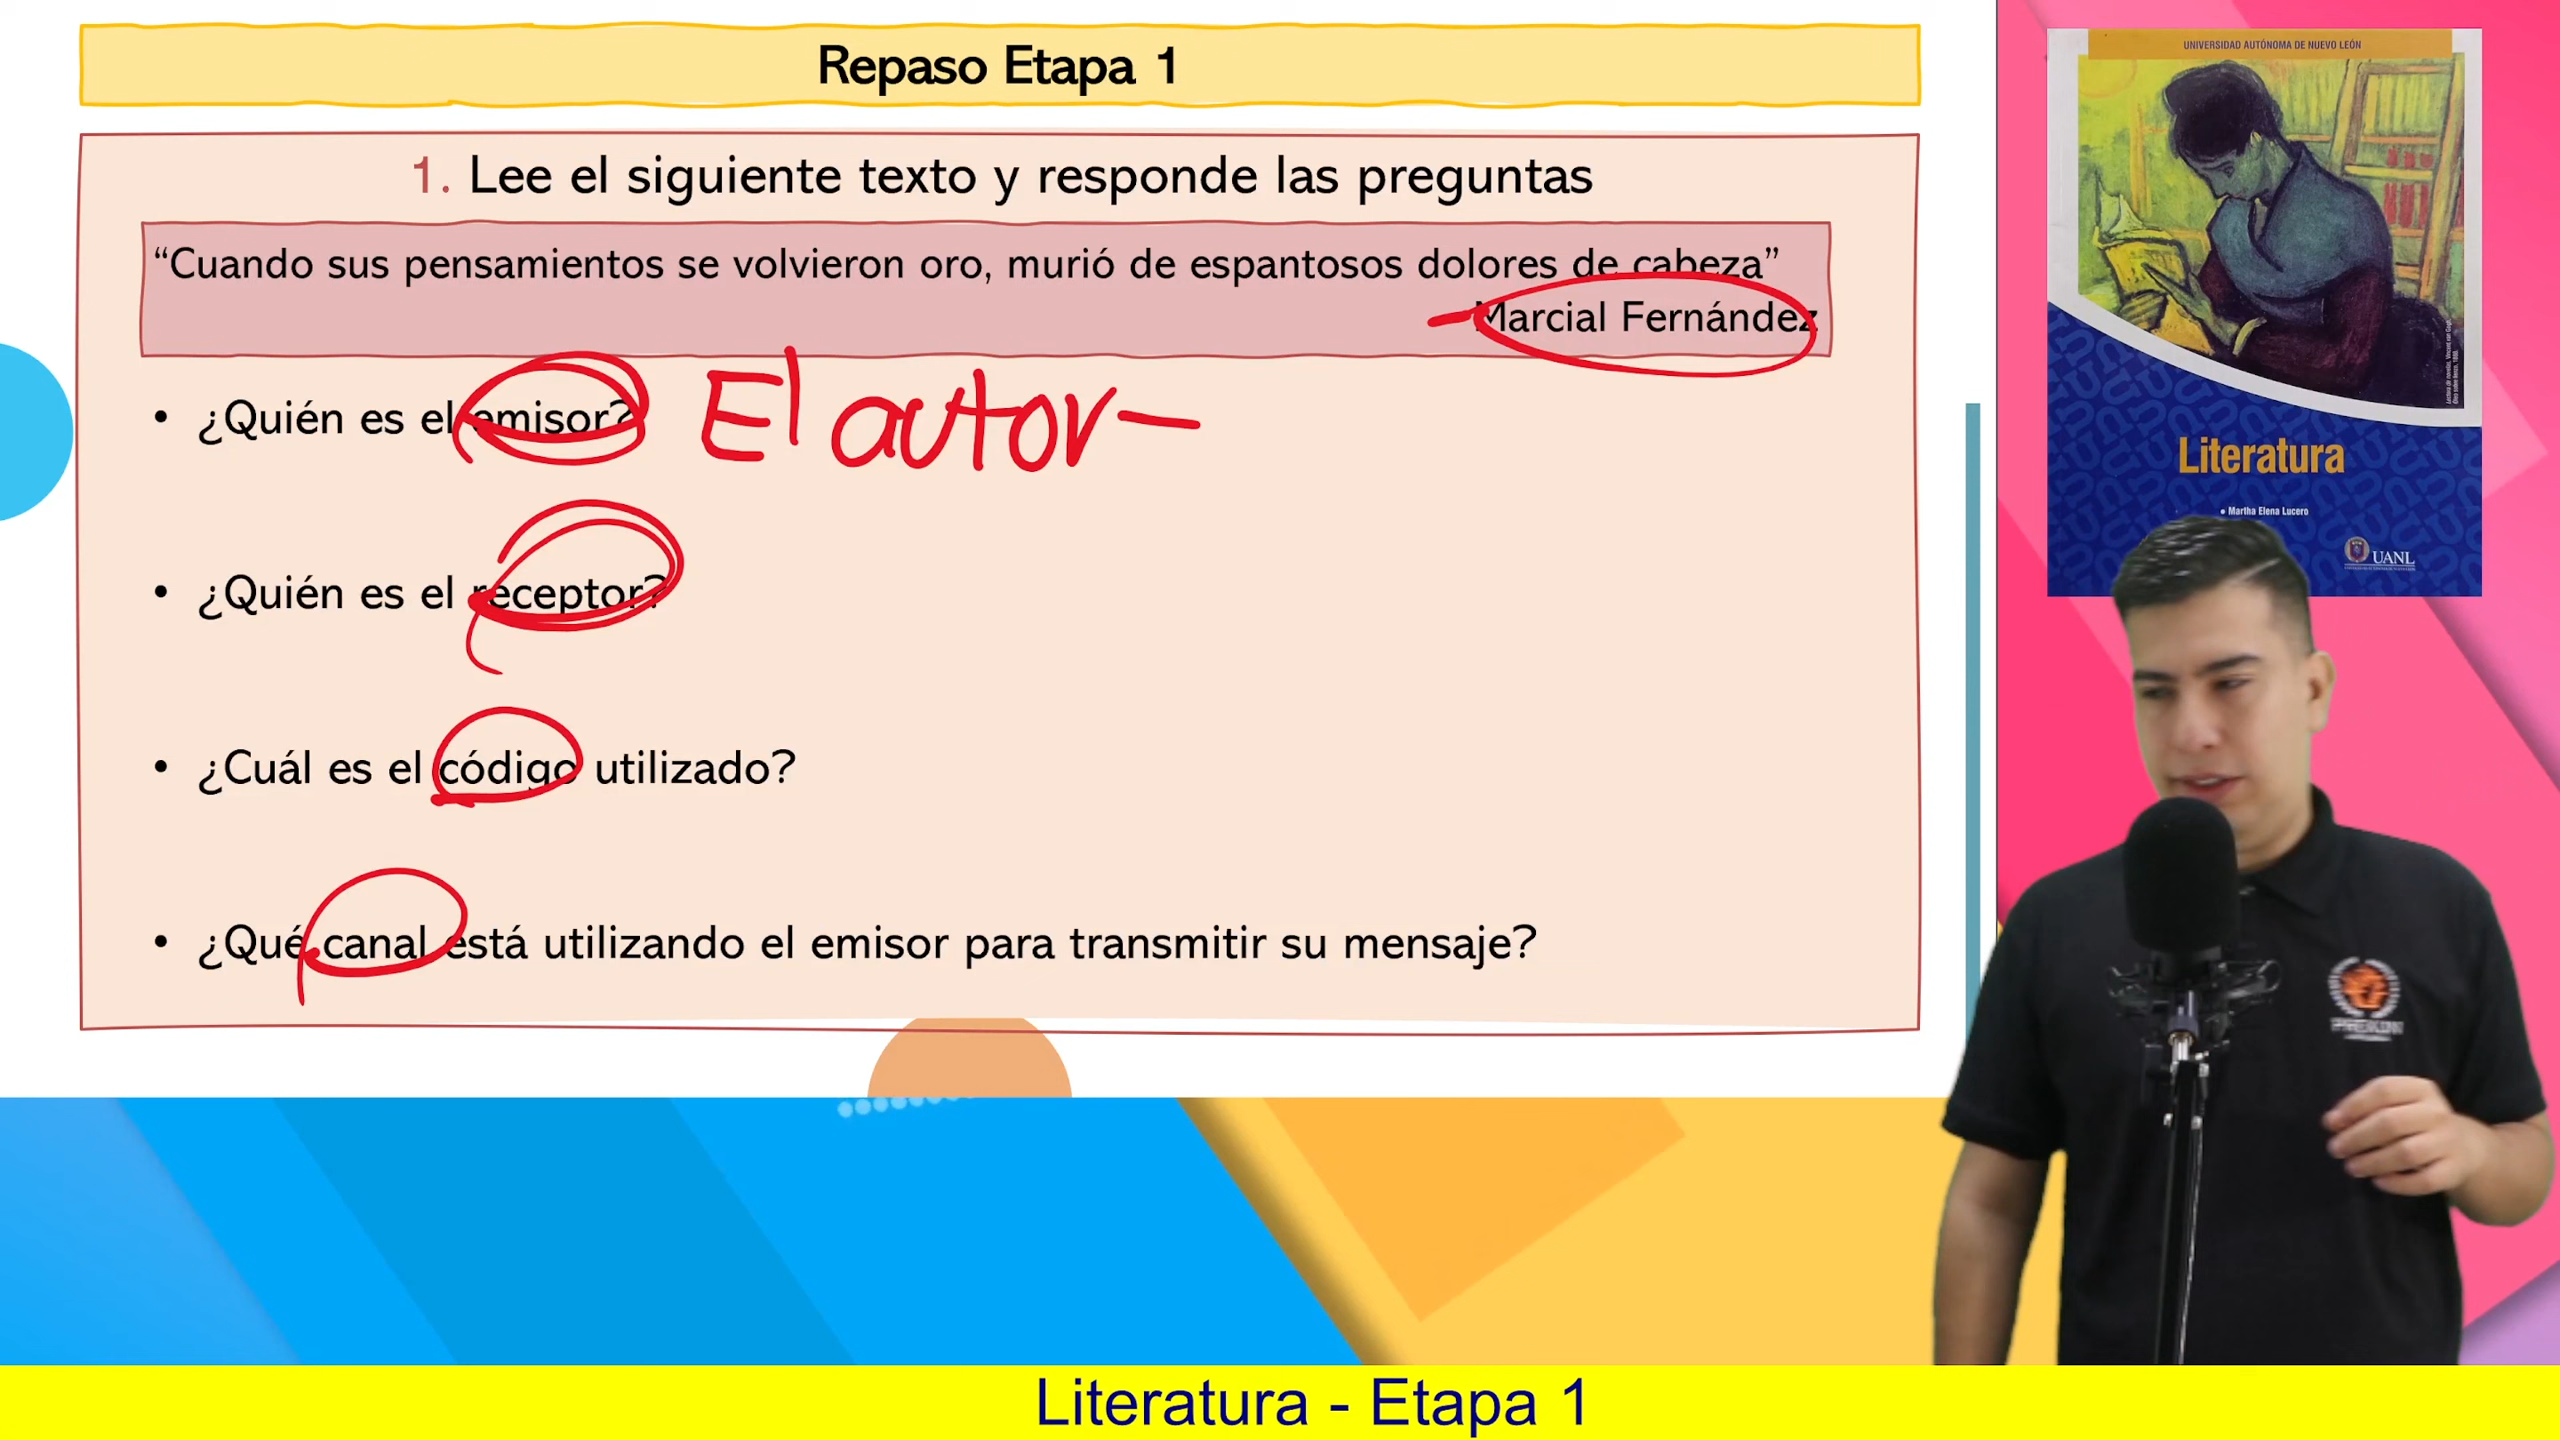 Repaso Etapa 1
1. Lee el siguiente texto y responde las preguntas
“Cuando sus pensamientos se volvieron oro, murió de espantosos dolores de cabeza”
-Marcial Fernández
• ¿Quién es el emisor? El autor-
• ¿Quién es el receptor?
• ¿Cuál es el código utilizado?
• ¿Qué canal está utilizando el emisor para transmitir su mensaje?
UNIVERSIDAD AUTÓNOMA DE NUEVO LEÓN
Literatura
• Martha Elena Lucero
UANL
Literatura - Etapa 1